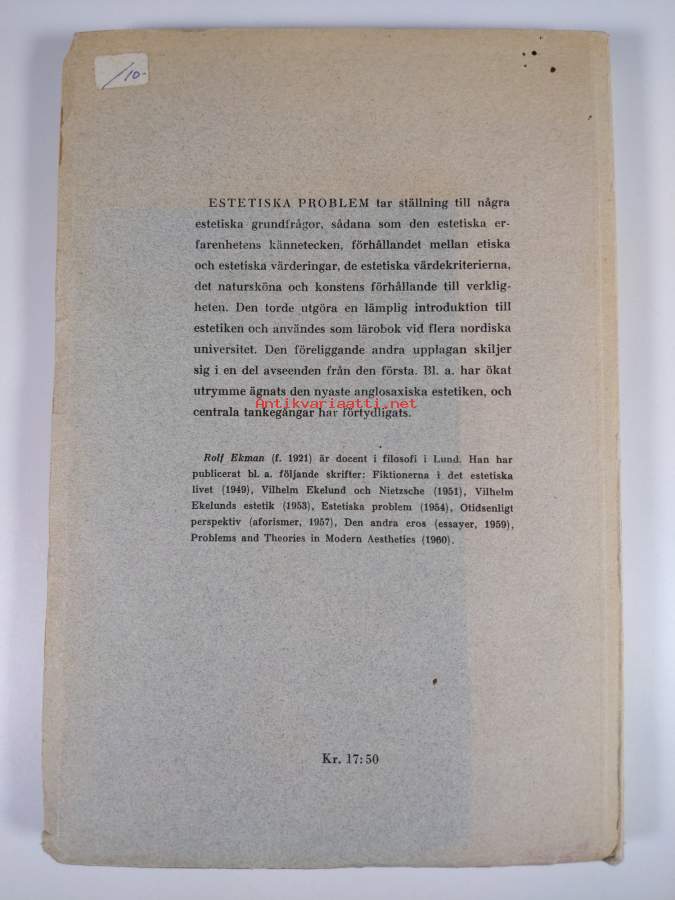 /10-
ESTETISKA PROBLEM tar ställning till några
estetiska grundfrågor, sådana som den estetiska er-
farenhetens kännetecken, förhållandet mellan etiska
och estetiska värderingar, de estetiska värdekriterierna,
det natursköna och konstens förhållande till verklig-
heten. Den torde utgöra en lämplig introduktion till
estetiken och användes som lärobok vid flera nordiska
universitet. Den föreliggande andra upplagan skiljer
sig i en del avseenden från den första. Bl. a. har ökat
utrymme ägnats den nyaste anglosaxiska estetiken, och
Antikvariaatti.net
centrala tankegångar har förtydligats.
Rolf Ekman (f. 1921) är docent i filosofi i Lund. Han har
publicerat bl. a. följande skrifter: Fiktionerna i det estetiska
livet (1949), Vilhelm Ekelund och Nietzsche (1951), Vilhelm
Ekelunds estetik (1953), Estetiska problem (1954), Otidsenligt
perspektiv (aforismer, 1957), Den andra eros (essayer, 1959),
Problems and Theories in Modern Aesthetics (1960).
Kr. 17:50